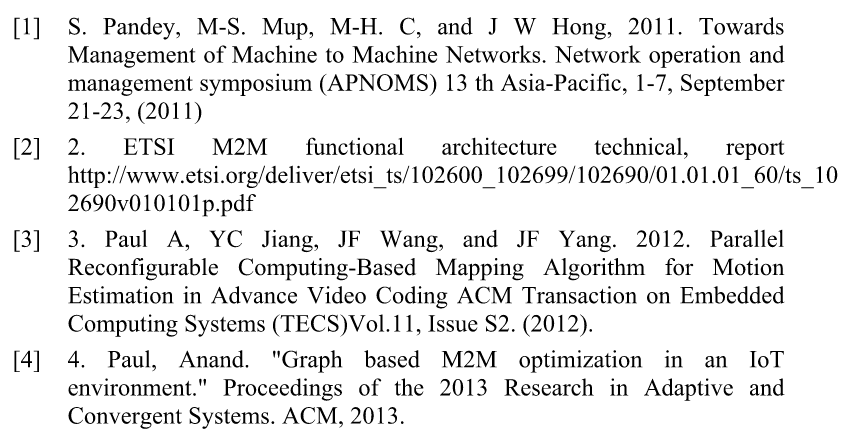 [1] S. Pandey, M-S. Mup, M-H. C, and J W Hong, 2011. Towards
Management of Machine to Machine Networks. Network operation and
management symposium (APNOMS) 13 th Asia-Pacific, 1-7, September
21-23, (2011)
[2] 2. ETSI M2M functional architecture technical, report
http://www.etsi.org/deliver/etsi_ts/102600_102699/102690/01.01.01_60/ts_10
2690v010101p.pdf
[3] 3. Paul A, YC Jiang, JF Wang, and JF Yang. 2012. Parallel
Reconfigurable Computing-Based Mapping Algorithm for Motion
Estimation in Advance Video Coding ACM Transaction on Embedded
Computing Systems (TECS)Vol.11, Issue S2. (2012).
[4] 4. Paul, Anand. "Graph based M2M optimization in an IoT
environment." Proceedings of the 2013 Research in Adaptive and
Convergent Systems. ACM, 2013.